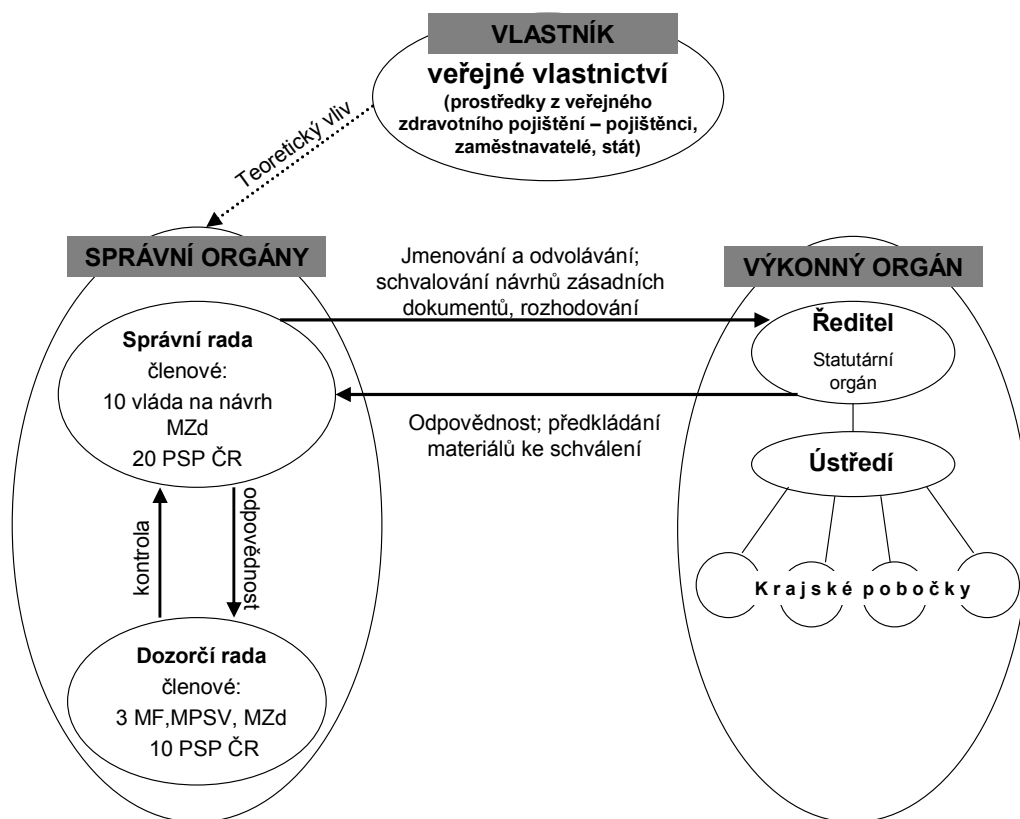 VLASTNÍK
veřejné vlastnictví
(prostředky z veřejného
zdravotního pojištění – pojištěnci,
zaměstnavatelé, stát)
Teoretický vliv
SPRÁVNÍ ORGÁNY
Správní rada
členové:
10 vláda na návrh
MZd
20 PSP ČR
kontrola
odpovědnost
Dozorčí rada
členové:
3 MF,MPSV, MZd
10 PSP ČR
Jmenování a odvolávání;
schvalování návrhů zásadních
dokumentů, rozhodování
Odpovědnost; předkládání
materiálů ke schválení
VÝKONNÝ ORGÁN
Ředitel
Statutární
orgán
Ústředí
Krajské pobočky